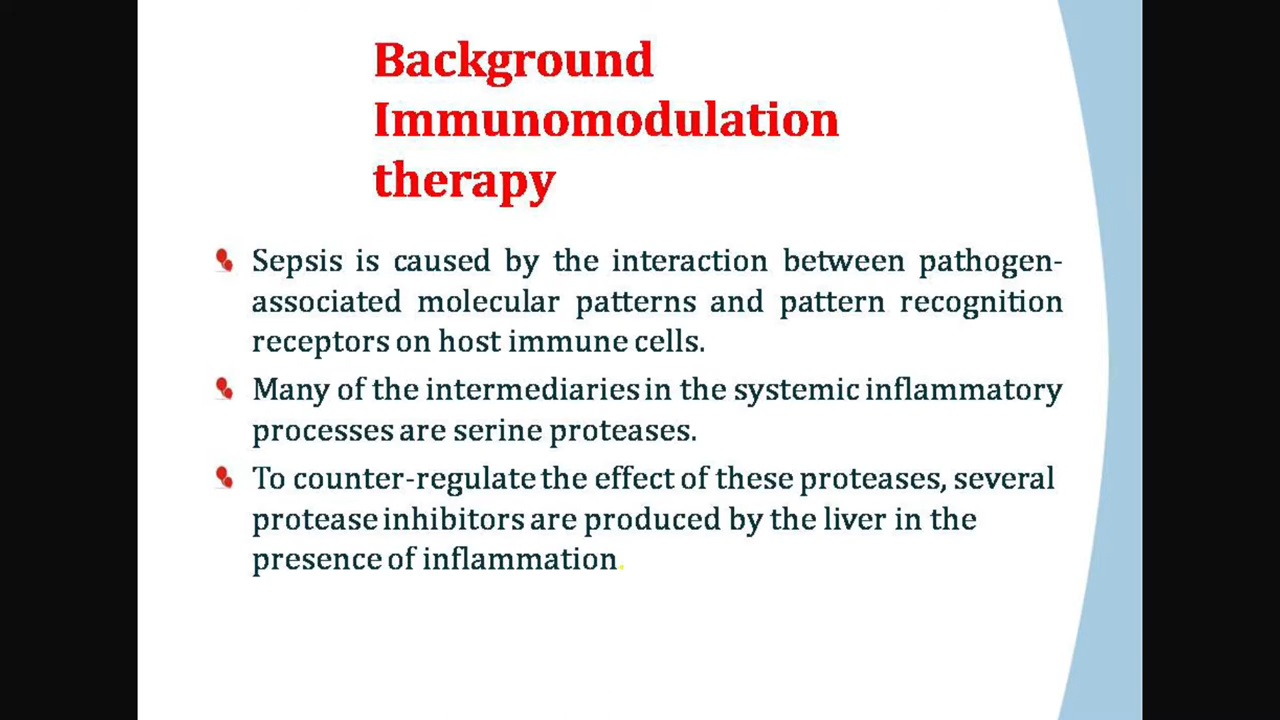 Background
Immunomodulation
therapy
Sepsis is caused by the interaction between pathogen-
associated molecular patterns and pattern recognition
receptors on host immune cells.
Many of the intermediaries in the systemic inflammatory
processes are serine proteases.
To counter-regulate the effect of these proteases, several
protease inhibitors are produced by the liver in the
presence of inflammation.